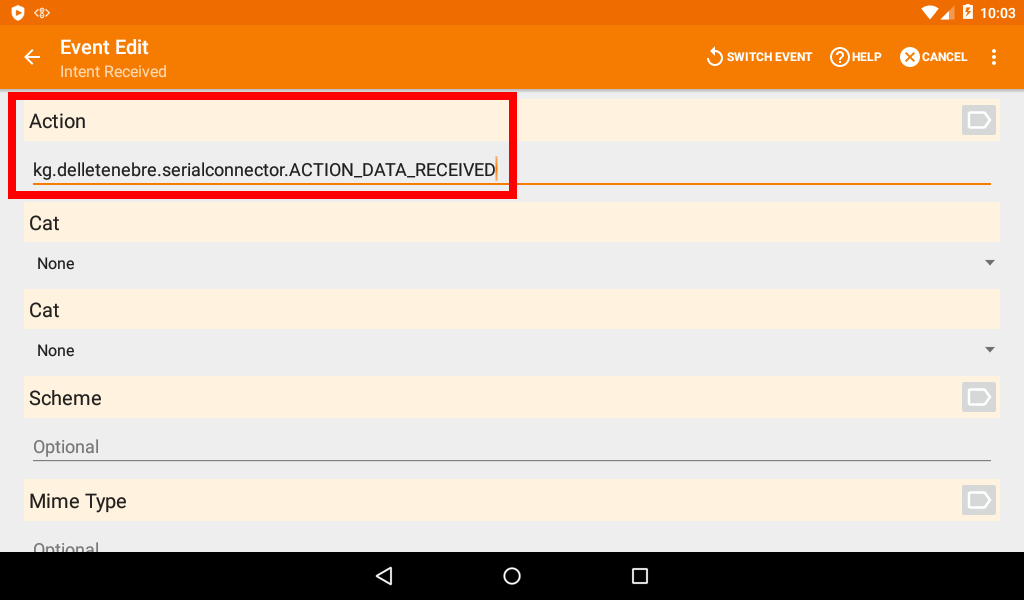 10:03
Event Edit
Intent Received
SWITCH EVENT
HELP
CANCEL
Action
kg.delletenebre.serialconnector.ACTION_DATA_RECEIVED
Cat
None
Cat
None
Scheme
Optional
Mime Type
Optional